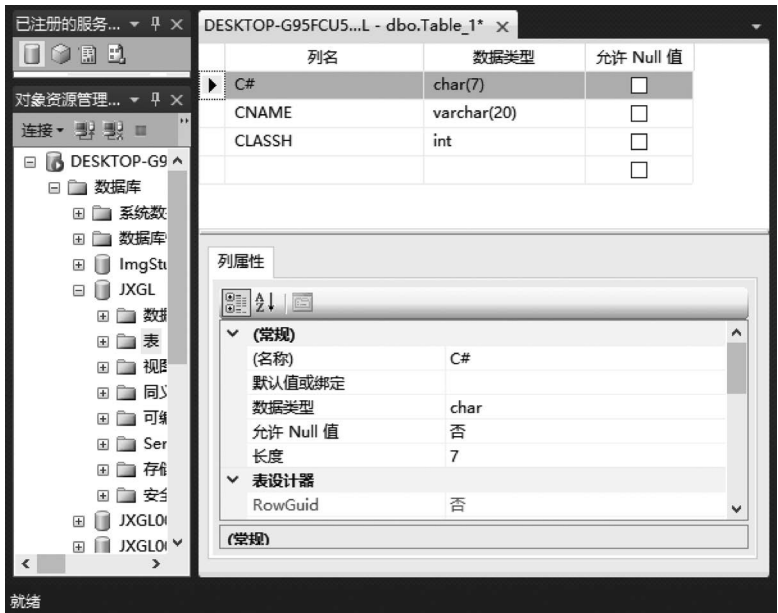 已注册的服务...
DESKTOP-G95FCU5...L - dbo.Table_1*
列名 数据类型 允许 Null 值
C# char(7)
CNAME varchar(20)
CLASSH int
对象资源管理...
连接
DESKTOP-G9
数据库
系统数
数据库
ImgStu
JXGL
数据
表
视图
同义
可编
Ser
存储
安全
JXGL0
JXGL0
列属性
(常规)
(名称) C#
默认值或绑定
数据类型 char
允许 Null 值 否
长度 7
表设计器
RowGuid 否
(常规)
就绪